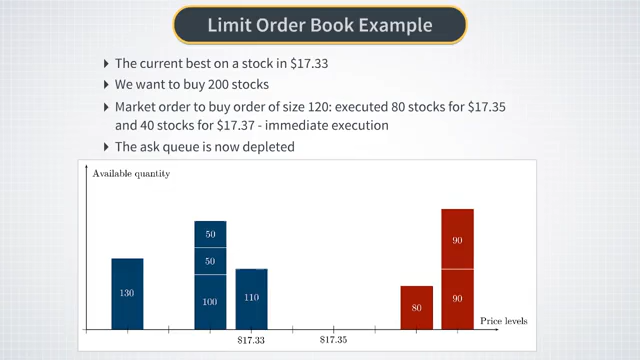 Limit Order Book Example
The current best on a stock in $17.33
We want to buy 200 stocks
Market order to buy order of size 120: executed 80 stocks for $17.35
and 40 stocks for $17.37 - immediate execution
The ask queue is now depleted
Available quantity
50
50
100
130
110
80
90
90
Price levels
$17.33
$17.35